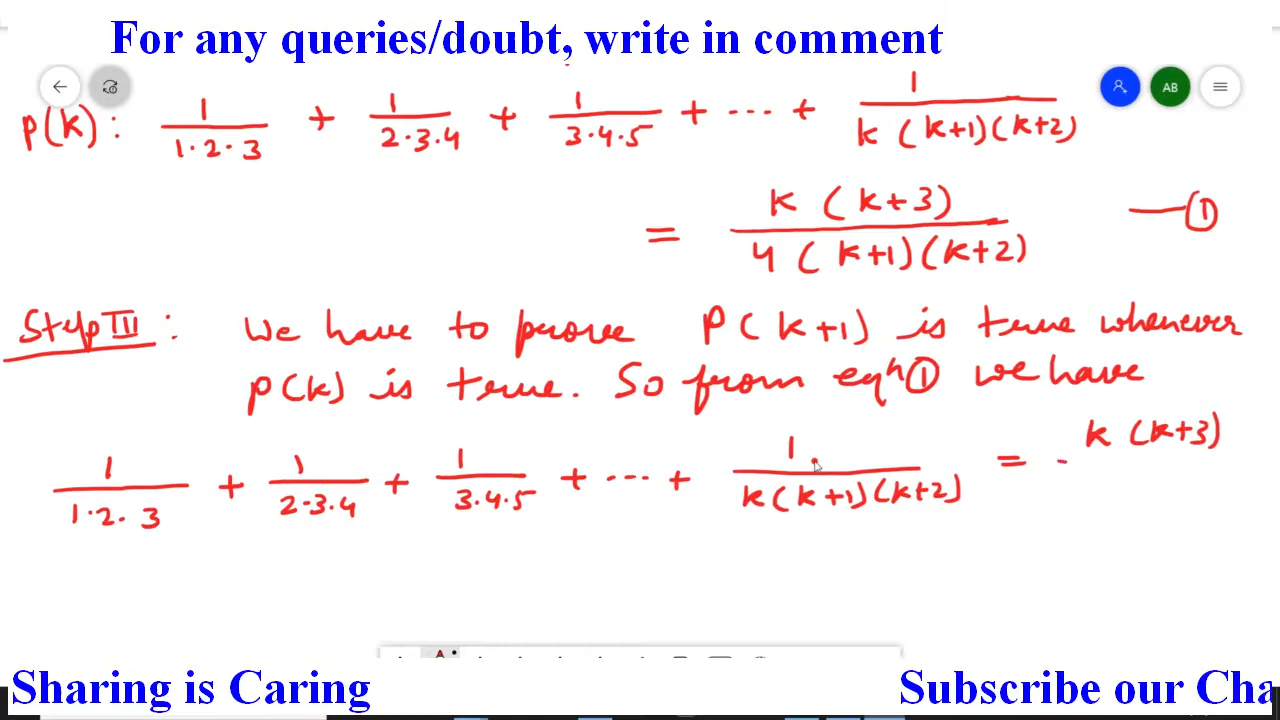 For any queries/doubt, write in comment
AB
P(k): 1/(1·2·3) + 1/(2·3·4) + 1/(3·4·5) + ... + 1/(k(k+1)(k+2))
= k(k+3)/(4(k+1)(k+2)) —①
Step III: We have to prove P(k+1) is true whenever
P(k) is true. So from eqn ① we have
1/(1·2·3) + 1/(2·3·4) + 1/(3·4·5) + ... + 1/(k(k+1)(k+2)) = k(k+3)
Sharing is Caring
Subscribe our Cha